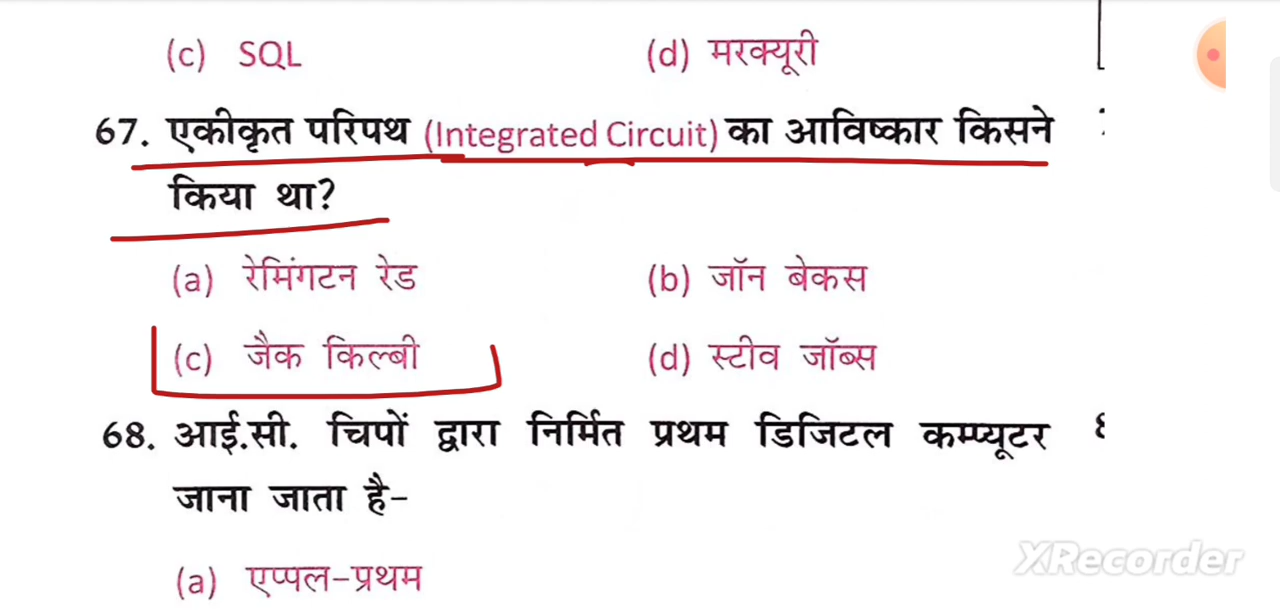 (c) SQL (d) मरक्यूरी
67. एकीकृत परिपथ (Integrated Circuit) का आविष्कार किसने
किया था?
(a) रेमिंगटन रेड (b) जॉन बेकस
(c) जैक किल्बी (d) स्टीव जॉब्स
68. आई.सी. चिपों द्वारा निर्मित प्रथम डिजिटल कम्प्यूटर
जाना जाता है-
XRecorder
(a) एप्पल-प्रथम